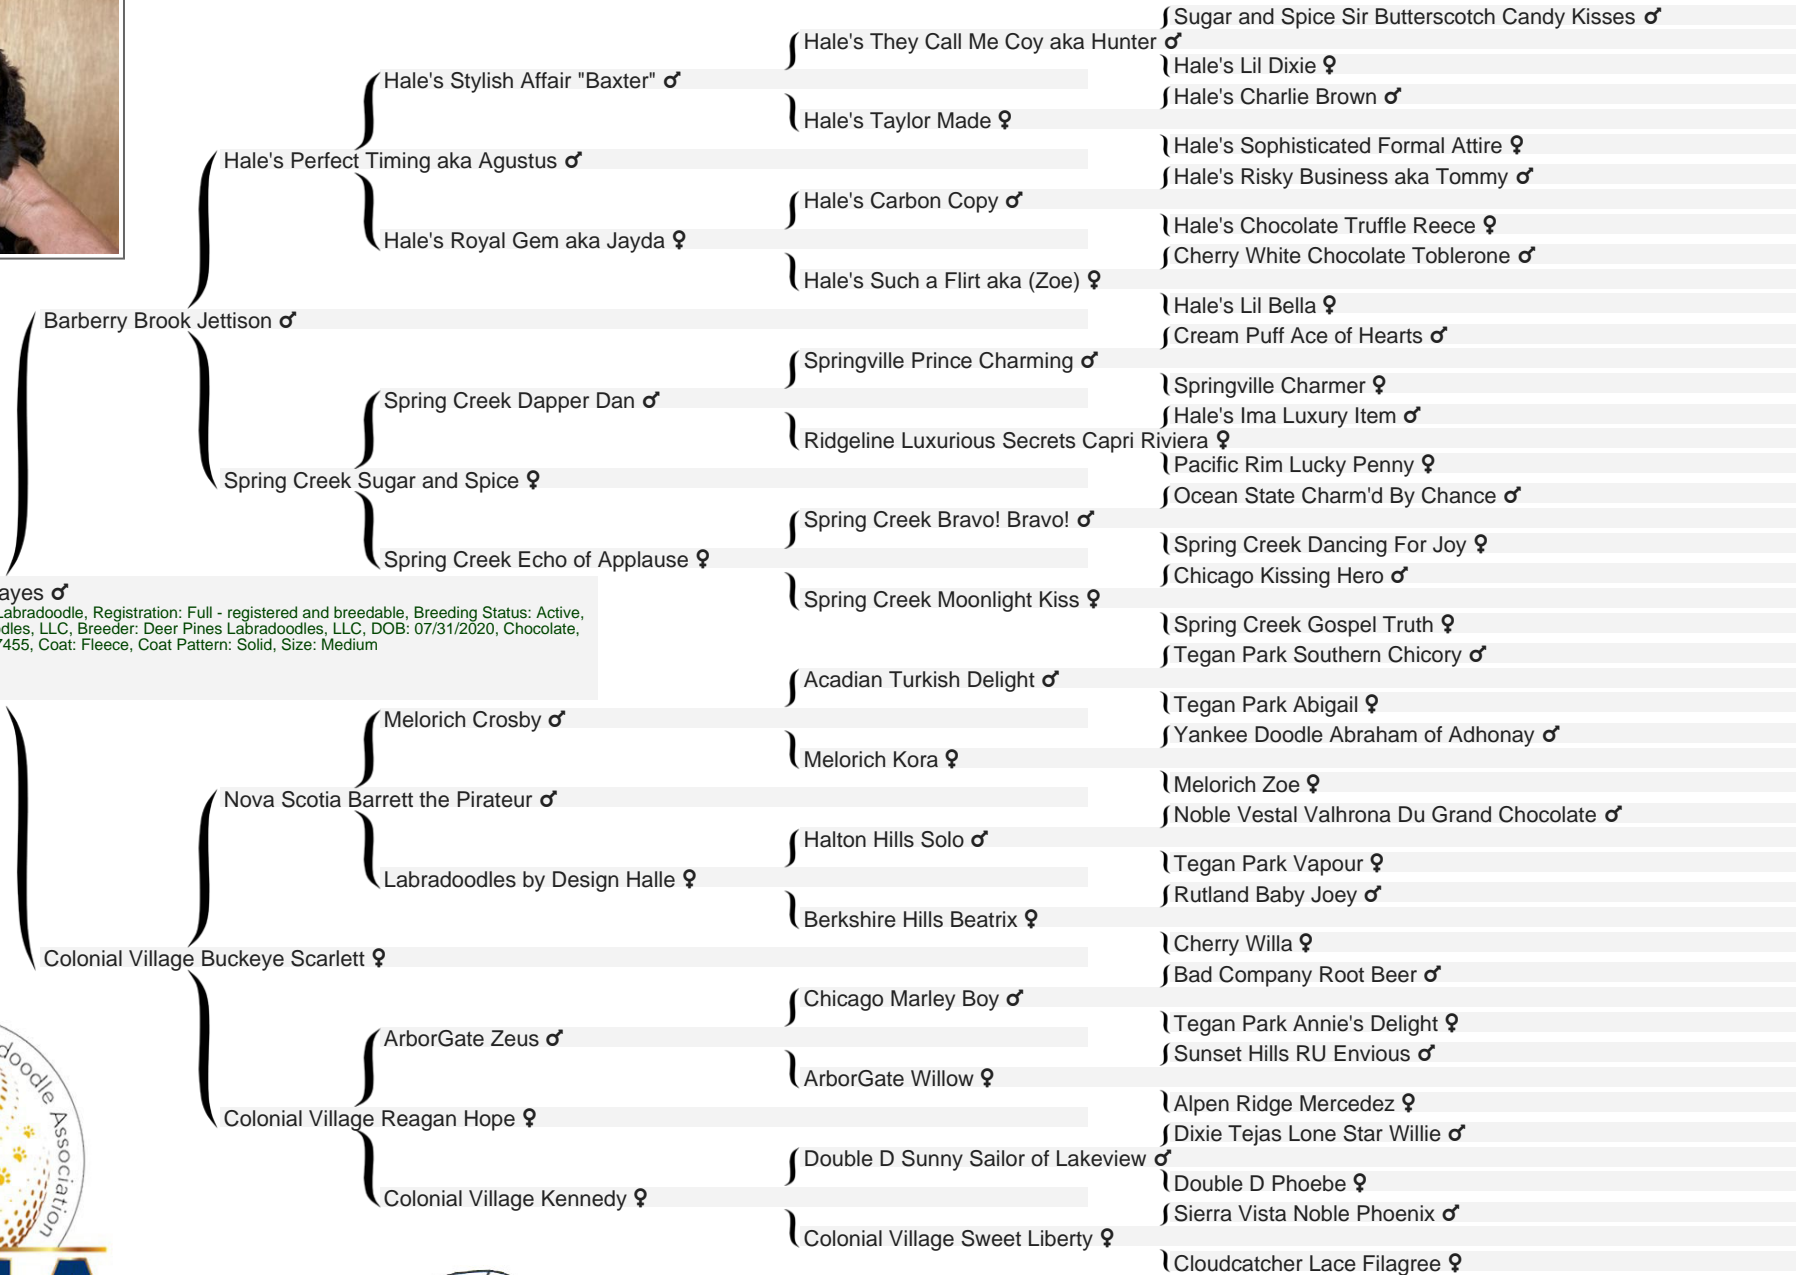 Sugar and Spice Sir Butterscotch Candy Kisses ♂
Hale's They Call Me Coy aka Hunter ♂
Hale's Lil Dixie ♀
Hale's Stylish Affair "Baxter" ♂
Hale's Charlie Brown ♂
Hale's Taylor Made ♀
Hale's Sophisticated Formal Attire ♀
Hale's Perfect Timing aka Agustus ♂
Hale's Risky Business aka Tommy ♂
Hale's Carbon Copy ♂
Hale's Chocolate Truffle Reece ♀
Hale's Royal Gem aka Jayda ♀
Cherry White Chocolate Toblerone ♂
Hale's Such a Flirt aka (Zoe) ♀
Hale's Lil Bella ♀
Barberry Brook Jettison ♂
Cream Puff Ace of Hearts ♂
Springville Prince Charming ♂
Springville Charmer ♀
Spring Creek Dapper Dan ♂
Hale's Ima Luxury Item ♂
Ridgeline Luxurious Secrets Capri Riviera ♀
Pacific Rim Lucky Penny ♀
Spring Creek Sugar and Spice ♀
Ocean State Charm'd By Chance ♂
Spring Creek Bravo! Bravo! ♂
Spring Creek Dancing For Joy ♀
Spring Creek Echo of Applause ♀
Chicago Kissing Hero ♂
ayes ♂
Labradoodle, Registration: Full - registered and breedable, Breeding Status: Active,
dles, LLC, Breeder: Deer Pines Labradoodles, LLC, DOB: 07/31/2020, Chocolate,
7455, Coat: Fleece, Coat Pattern: Solid, Size: Medium
Spring Creek Moonlight Kiss ♀
Spring Creek Gospel Truth ♀
Tegan Park Southern Chicory ♂
Acadian Turkish Delight ♂
Tegan Park Abigail ♀
Melorich Crosby ♂
Yankee Doodle Abraham of Adhonay ♂
Melorich Kora ♀
Melorich Zoe ♀
Nova Scotia Barrett the Pirateur ♂
Noble Vestal Valhrona Du Grand Chocolate ♂
Halton Hills Solo ♂
Tegan Park Vapour ♀
Labradoodles by Design Halle ♀
Rutland Baby Joey ♂
Berkshire Hills Beatrix ♀
Cherry Willa ♀
Colonial Village Buckeye Scarlett ♀
Bad Company Root Beer ♂
Chicago Marley Boy ♂
Tegan Park Annie's Delight ♀
ArborGate Zeus ♂
Sunset Hills RU Envious ♂
ArborGate Willow ♀
Alpen Ridge Mercedez ♀
Colonial Village Reagan Hope ♀
Dixie Tejas Lone Star Willie ♂
Double D Sunny Sailor of Lakeview ♂
Double D Phoebe ♀
Colonial Village Kennedy ♀
Sierra Vista Noble Phoenix ♂
Colonial Village Sweet Liberty ♀
Cloudcatcher Lace Filagree ♀
doodle Association